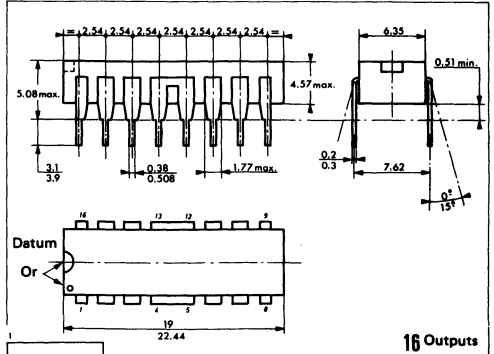 = 2.54 2.54 2.54 2.54 2.54 2.54 2.54 =
6.35
0.51 min.
5.08 max.
4.57 max.
3.1
3.9
0.38
0.508
1.77 max.
0.2
0.3
7.62
0°
15°
16 13 12 9
Datum
Or
1 4 5 8
19
22.44
1
16 Outputs